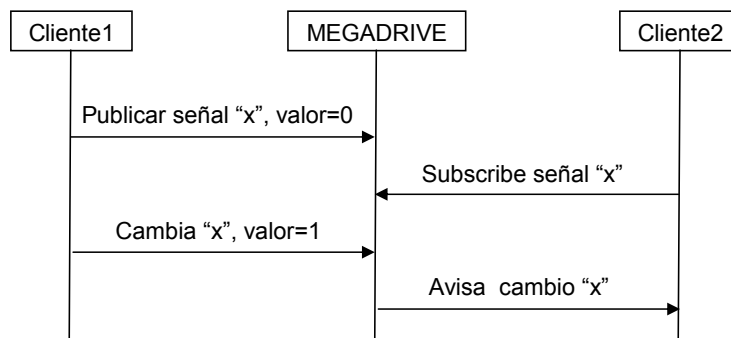 Cliente1
MEGADRIVE
Cliente2
Publicar señal “x”, valor=0
Subscribe señal “x”
Cambia “x”, valor=1
Avisa cambio “x”